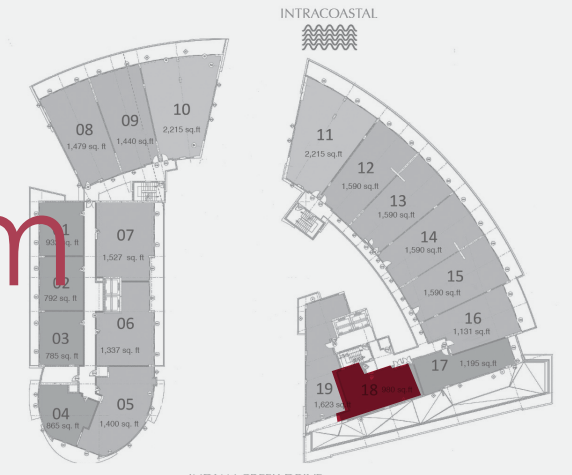 INTRACOASTAL
08
1,479 sq. ft
09
1,440 sq. ft
10
2,215 sq.ft
11
2,215 sq.ft
12
1,590 sq.ft
13
1,590 sq.ft
14
1,590 sq.ft
15
1,590 sq.ft
16
1,131 sq.ft
17
1,195 sq.ft
18
19
1,623 sq.ft
m
02
792 sq. ft
03
785 sq. ft
04
865 sq. ft
05
1,400 sq.ft
06
1,337 sq.ft
07
1,527 sq.ft